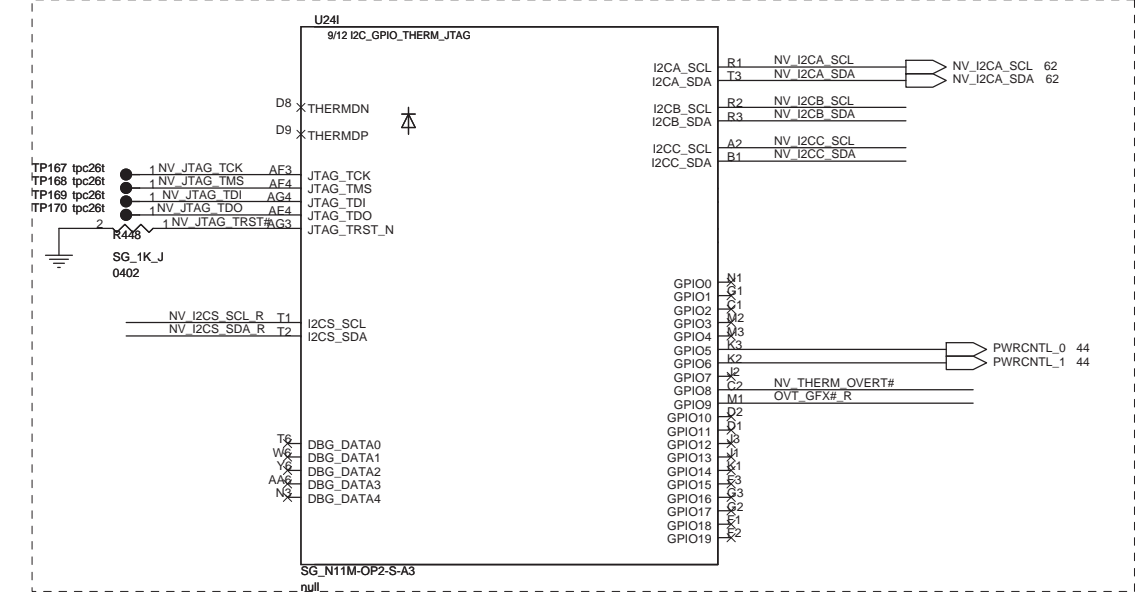 U24I
9/12 I2C_GPIO_THERM_JTAG
D8 THERMDN
D9 THERMDP
TP167 tpc26t 1 NV_JTAG_TCK AF3 JTAG_TCK
TP168 tpc26t 1 NV_JTAG_TMS AF4 JTAG_TMS
TP169 tpc26t 1 NV_JTAG_TDI AG4 JTAG_TDI
TP170 tpc26t 1 NV_JTAG_TDO AE4 JTAG_TDO
2 R448 1 NV_JTAG_TRST# AG3 JTAG_TRST_N
SG_1K_J
0402
NV_I2CS_SCL_R T1 I2CS_SCL
NV_I2CS_SDA_R T2 I2CS_SDA
T6 DBG_DATA0
W6 DBG_DATA1
Y6 DBG_DATA2
AA6 DBG_DATA3
N3 DBG_DATA4
I2CA_SCL R1 NV_I2CA_SCL NV_I2CA_SCL 62
I2CA_SDA T3 NV_I2CA_SDA NV_I2CA_SDA 62
I2CB_SCL R2 NV_I2CB_SCL
I2CB_SDA R3 NV_I2CB_SDA
I2CC_SCL A2 NV_I2CC_SCL
I2CC_SDA B1 NV_I2CC_SDA
GPIO0 N1
GPIO1 G1
GPIO2 C1
GPIO3 M2
GPIO4 M3
GPIO5 K3 PWRCNTL_0 44
GPIO6 K2 PWRCNTL_1 44
GPIO7 J2
GPIO8 C2 NV_THERM_OVERT#
GPIO9 M1 OVT_GFX#_R
GPIO10 D2
GPIO11 D1
GPIO12 J3
GPIO13 J1
GPIO14 K1
GPIO15 F3
GPIO16 G3
GPIO17 G2
GPIO18 F1
GPIO19 F2
SG_N11M-OP2-S-A3
null